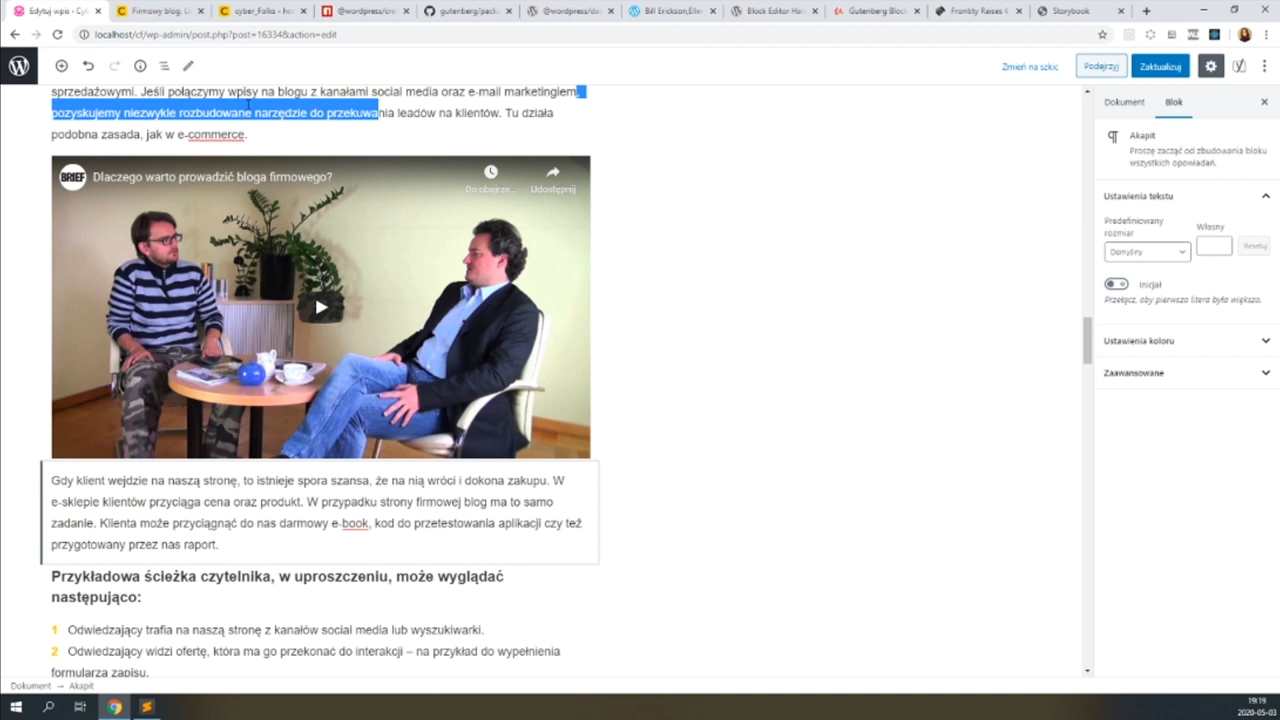 Edytuj wpis ‹ Cy
Firmowy blog. L
cyber_Folks - ho
@wordpress/cre
gutenberg/pack
@wordpress/da
Bill Erickson,Elle
Block Editor Ha
Gutenberg Bloc
Frontity Raises €
Storybook
localhost/cf/wp-admin/post.php?post=16334&action=edit
Zmień na szkic
Podejrzyj
Zaktualizuj
sprzedażowymi. Jeśli połączymy wpisy na blogu z kanałami social media oraz e-mail marketingiem,
pozyskujemy niezwykle rozbudowane narzędzie do przekuwania leadów na klientów. Tu działa
podobna zasada, jak w e-commerce.
BRIEF
Dlaczego warto prowadzić bloga firmowego?
Do obejrze...
Udostępnij
Gdy klient wejdzie na naszą stronę, to istnieje spora szansa, że na nią wróci i dokona zakupu. W
e-sklepie klientów przyciąga cena oraz produkt. W przypadku strony firmowej blog ma to samo
zadanie. Klienta może przyciągnąć do nas darmowy e-book, kod do przetestowania aplikacji czy też
przygotowany przez nas raport.
Przykładowa ścieżka czytelnika, w uproszczeniu, może wyglądać
następująco:
1 Odwiedzający trafia na naszą stronę z kanałów social media lub wyszukiwarki.
2 Odwiedzający widzi ofertę, która ma go przekonać do interakcji – na przykład do wypełnienia
formularza zapisu.
Dokument
Blok
Akapit
Proszę zacząć od zbudowania bloku
wszystkich opowiadań.
Ustawienia tekstu
Predefiniowany
rozmiar
Własny
Domyślny
Resetuj
Inicjał
Przełącz, aby pierwsza litera była większa.
Ustawienia koloru
Zaawansowane
Dokument → Akapit
19:19
2020-05-03